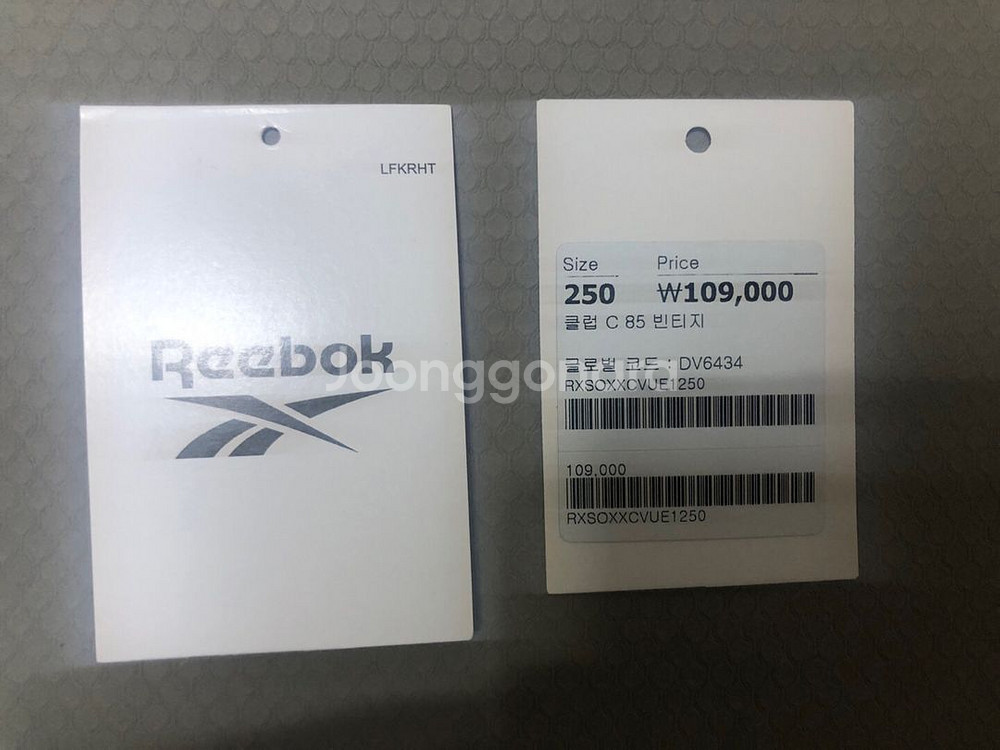 LFKRHT
Reebok
Joonggonara
Size Price
250 ₩109,000
클럽 C 85 빈티지
글로벌 코드 : DV6434
RXSOXXCVUE1250
109,000
RXSOXXCVUE1250